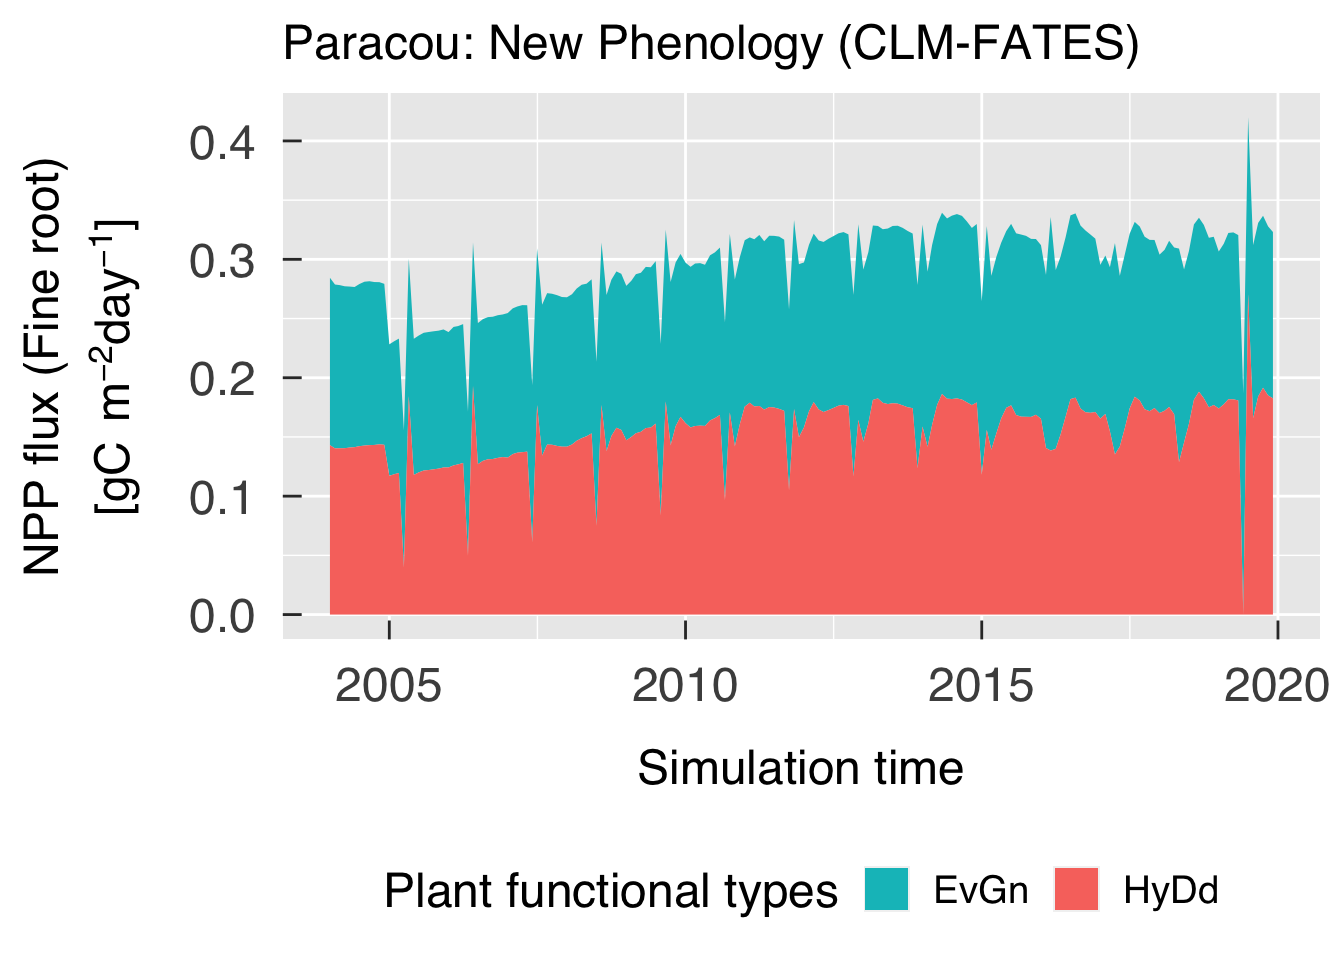 Paracou: New Phenology (CLM-FATES)
NPP flux (Fine root)
[gC m⁻²day⁻¹]
0.4
0.3
0.2
0.1
0.0
2005 2010 2015 2020
Simulation time
Plant functional types EvGn HyDd